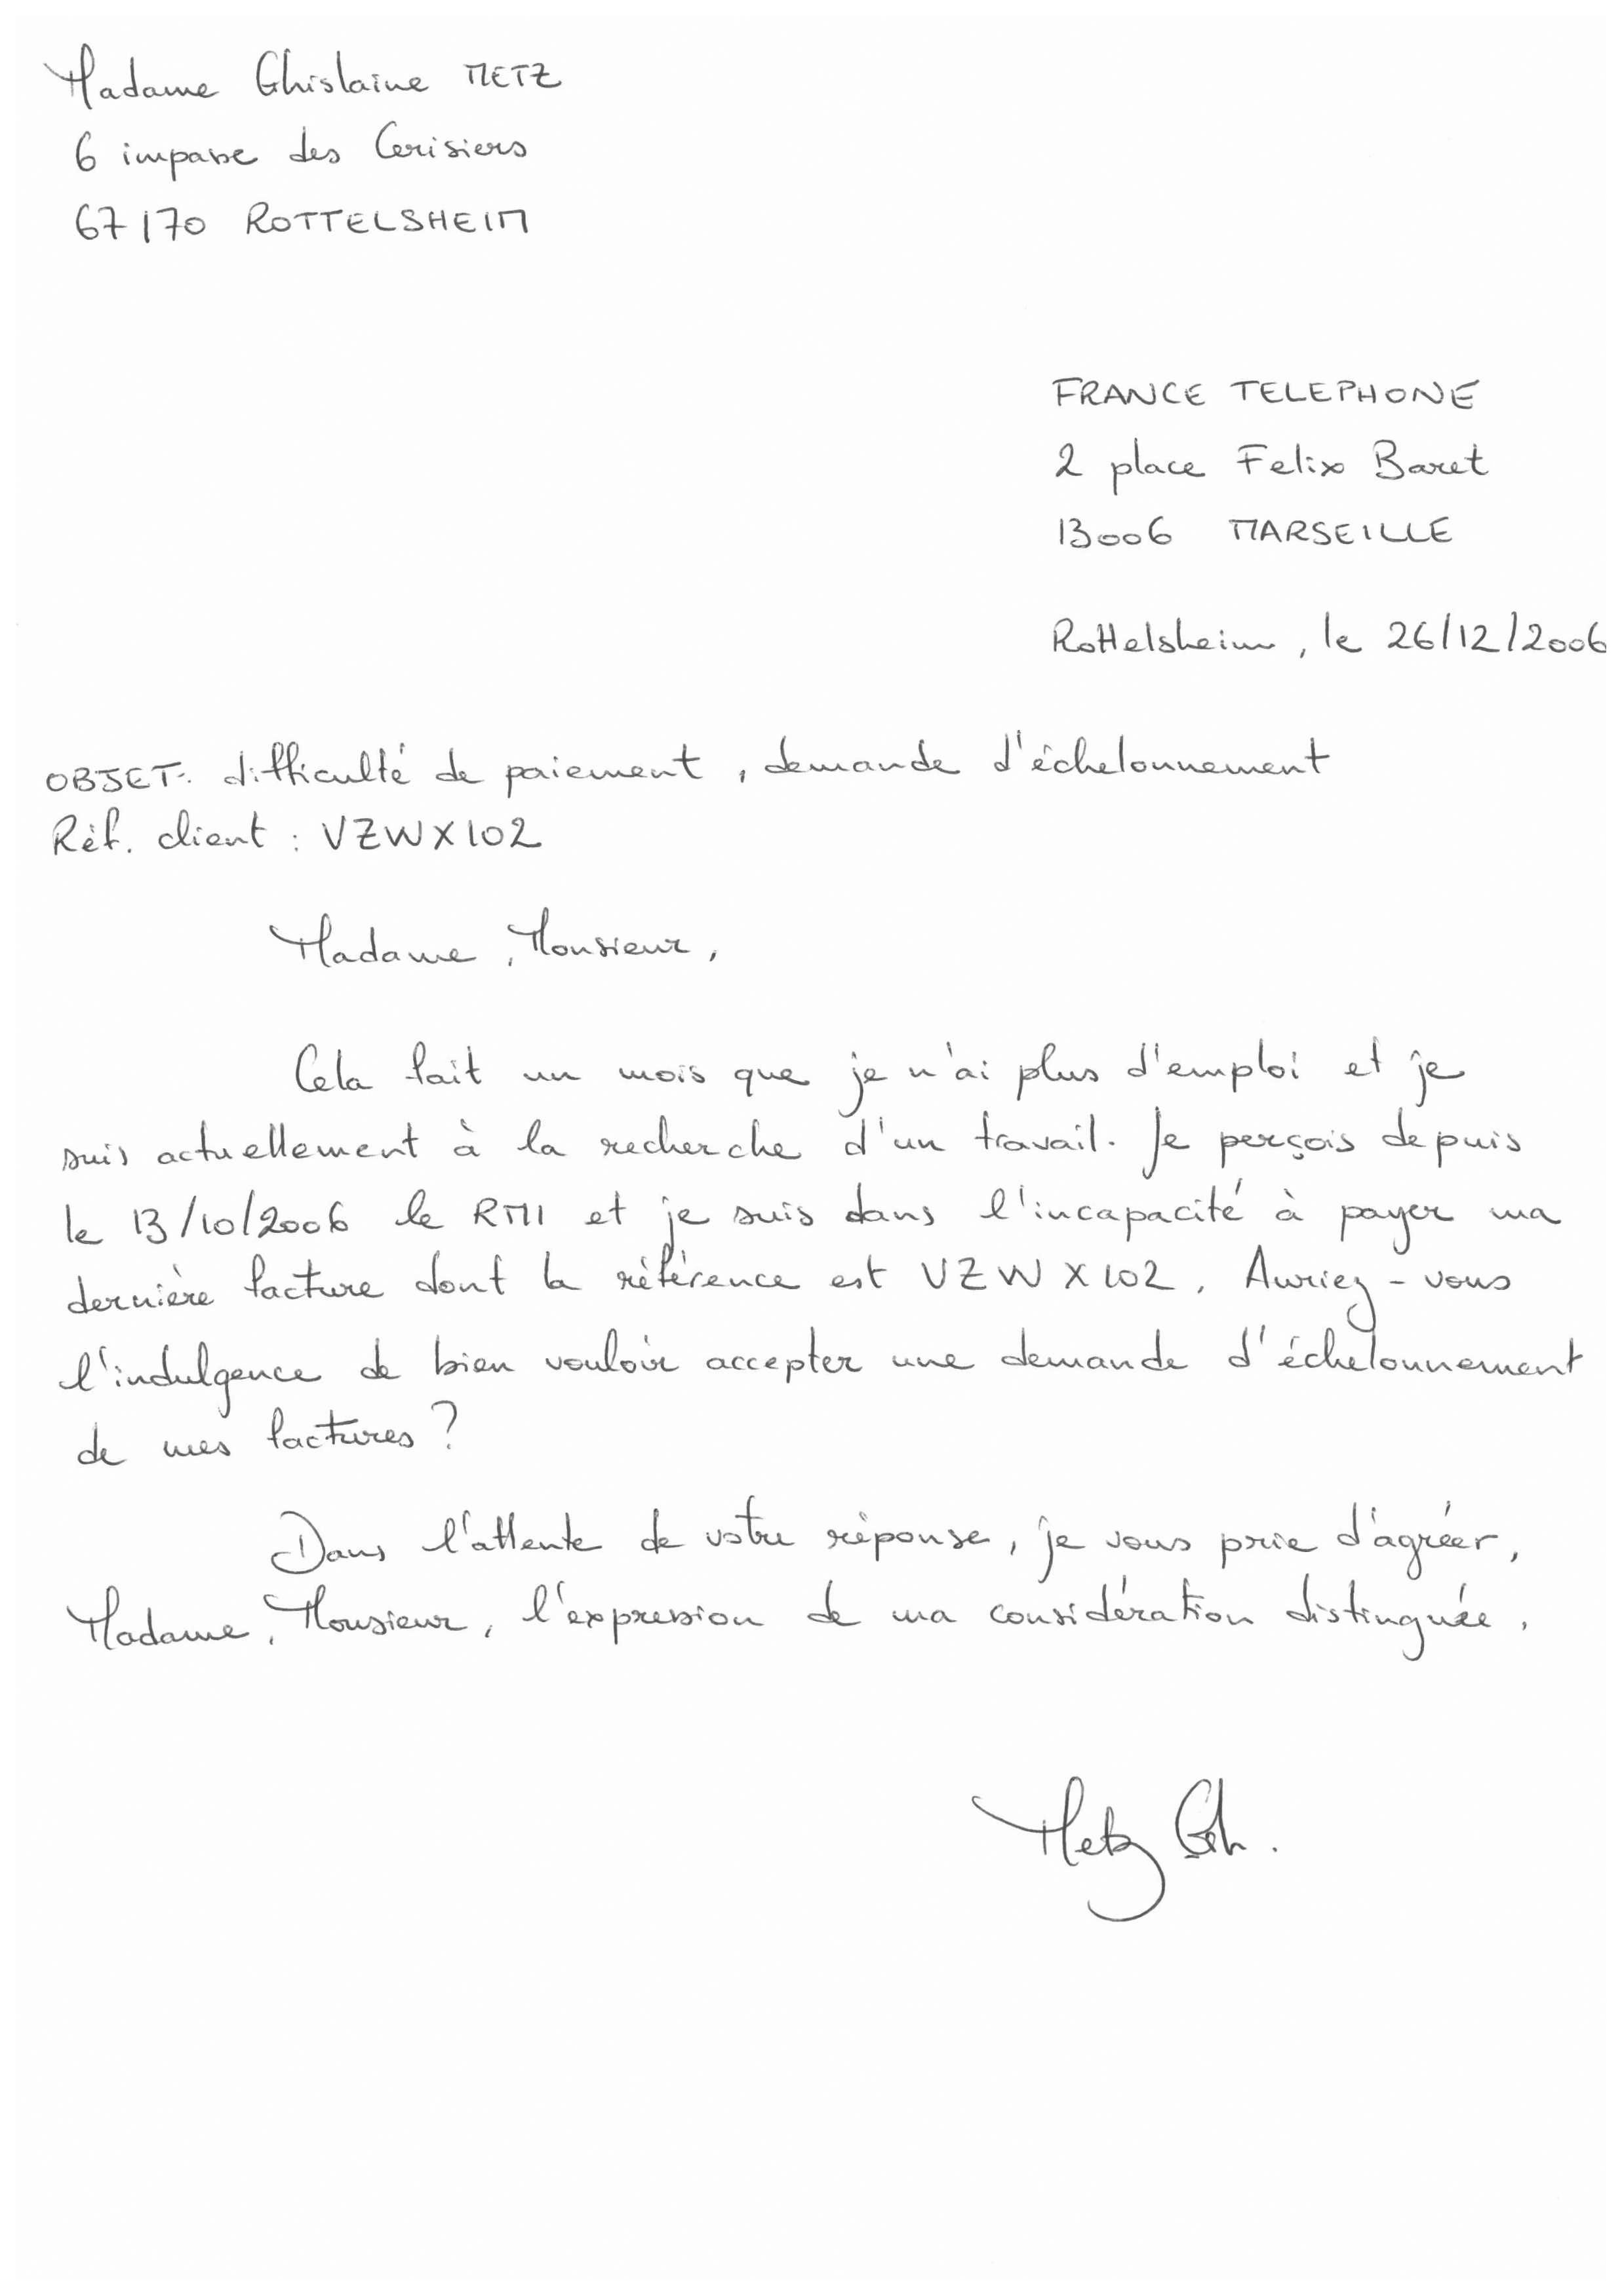 Madame Ghislaine METZ
6 impasse des Cerisiers
67170 ROTTELSHEIM
FRANCE TELEPHONE
2 place Felix Baret
13006 MARSEILLE
Rottelsheim, le 26/12/2006
OBJET: difficulté de paiement, demande d'échelonnement
Réf. client : VZWX102
Madame, Monsieur,
Cela fait un mois que je n'ai plus d'emploi et je
suis actuellement à la recherche d'un travail. Je perçois depuis
le 13/10/2006 le RMI et je suis dans l'incapacité à payer ma
dernière facture dont la référence est VZWX102. Auriez-vous
l'indulgence de bien vouloir accepter une demande d'échelonnement
de mes factures ?
Dans l'attente de votre réponse, je vous prie d'agréer,
Madame, Monsieur, l'expression de ma considération distinguée.
Metz Gh.